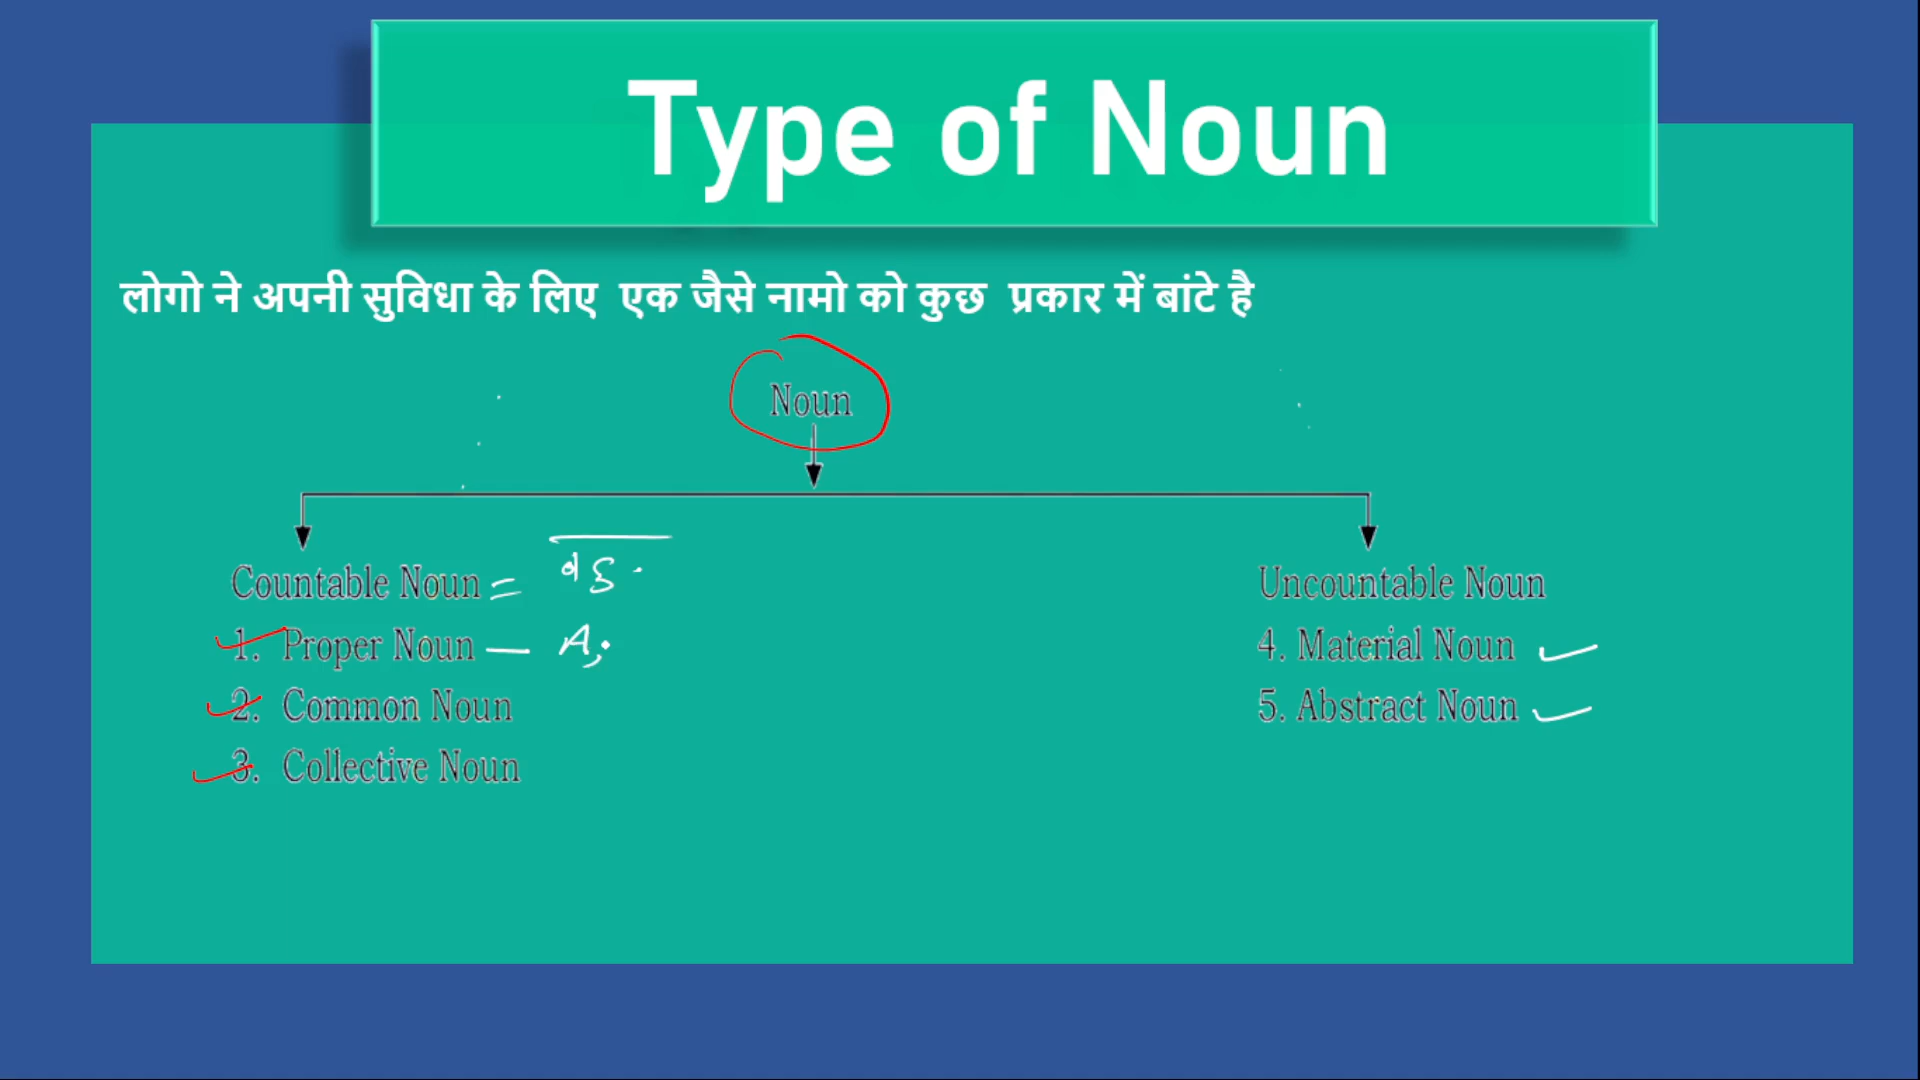 Type of Noun
लोगो ने अपनी सुविधा के लिए एक जैसे नामो को कुछ प्रकार में बांटे है
Noun
Countable Noun =
1. Proper Noun — A,
2. Common Noun
3. Collective Noun
Uncountable Noun
4. Material Noun
5. Abstract Noun